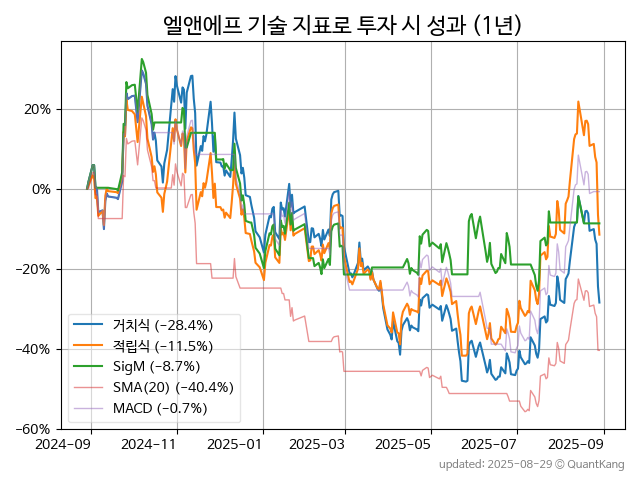 엘앤에프 기술 지표로 투자 시 성과 (1년)
20%
0%
−20%
−40%
−60%
거치식 (−28.4%)
적립식 (−11.5%)
SigM (−8.7%)
SMA(20) (−40.4%)
MACD (−0.7%)
2024-09
2024-11
2025-01
2025-03
2025-05
2025-07
2025-09
updated: 2025-08-29 © QuantKang